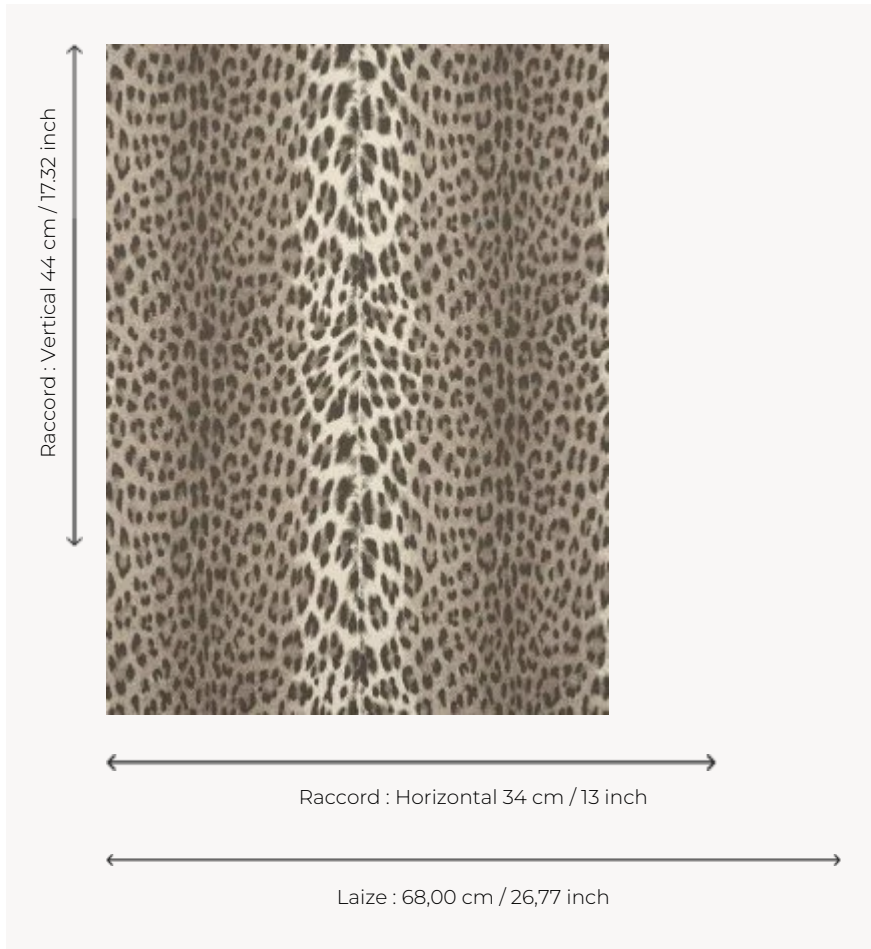 Raccord : Vertical 44 cm / 17.32 inch
Raccord : Horizontal 34 cm / 13 inch
Laize : 68,00 cm / 26,77 inch